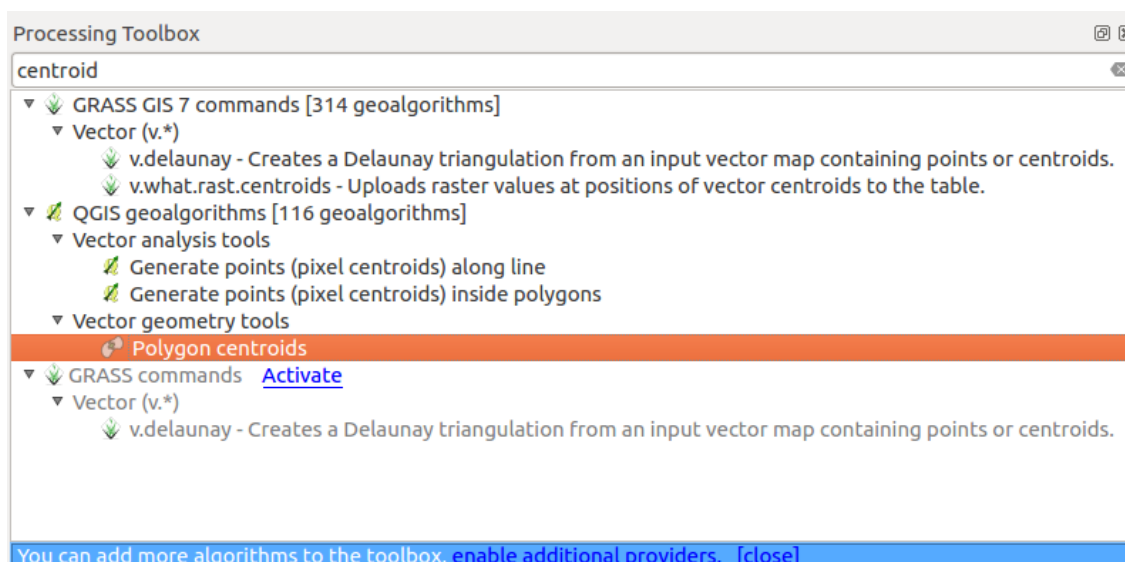 Processing Toolbox
centroid
GRASS GIS 7 commands [314 geoalgorithms]
Vector (v.*)
v.delaunay - Creates a Delaunay triangulation from an input vector map containing points or centroids.
v.what.rast.centroids - Uploads raster values at positions of vector centroids to the table.
QGIS geoalgorithms [116 geoalgorithms]
Vector analysis tools
Generate points (pixel centroids) along line
Generate points (pixel centroids) inside polygons
Vector geometry tools
Polygon centroids
GRASS commands Activate
Vector (v.*)
v.delaunay - Creates a Delaunay triangulation from an input vector map containing points or centroids.
You can add more algorithms to the toolbox, enable additional providers. [close]